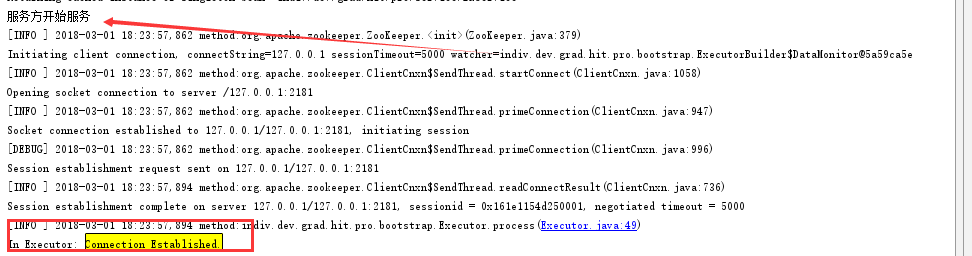 服务方开始服务
[INFO ] 2018-03-01 18:23:57,862 method:org.apache.zookeeper.ZooKeeper.<init>(ZooKeeper.java:379)
Initiating client connection, connectString=127.0.0.1 sessionTimeout=5000 watcher=indiv.dev.grad.hit.pro.bootstrap.ExecutorBuilder$DataMonitor@5a59ca5e
[INFO ] 2018-03-01 18:23:57,862 method:org.apache.zookeeper.ClientCnxn$SendThread.startConnect(ClientCnxn.java:1058)
Opening socket connection to server /127.0.0.1:2181
[INFO ] 2018-03-01 18:23:57,862 method:org.apache.zookeeper.ClientCnxn$SendThread.primeConnection(ClientCnxn.java:947)
Socket connection established to 127.0.0.1/127.0.0.1:2181, initiating session
[DEBUG] 2018-03-01 18:23:57,862 method:org.apache.zookeeper.ClientCnxn$SendThread.primeConnection(ClientCnxn.java:996)
Session establishment request sent on 127.0.0.1/127.0.0.1:2181
[INFO ] 2018-03-01 18:23:57,894 method:org.apache.zookeeper.ClientCnxn$SendThread.readConnectResult(ClientCnxn.java:736)
Session establishment complete on server 127.0.0.1/127.0.0.1:2181, sessionid = 0x161e1154d250001, negotiated timeout = 5000
[INFO ] 2018-03-01 18:23:57,894 method:indiv.dev.grad.hit.pro.bootstrap.Executor.process(Executor.java:49)
In Executor: Connection Established.